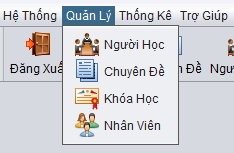 Hệ Thống Quản Lý Thống Kê Trợ Giúp
Người Học
Chuyên Đề
Khóa Học
Nhân Viên
Đăng Xuấ
Đề